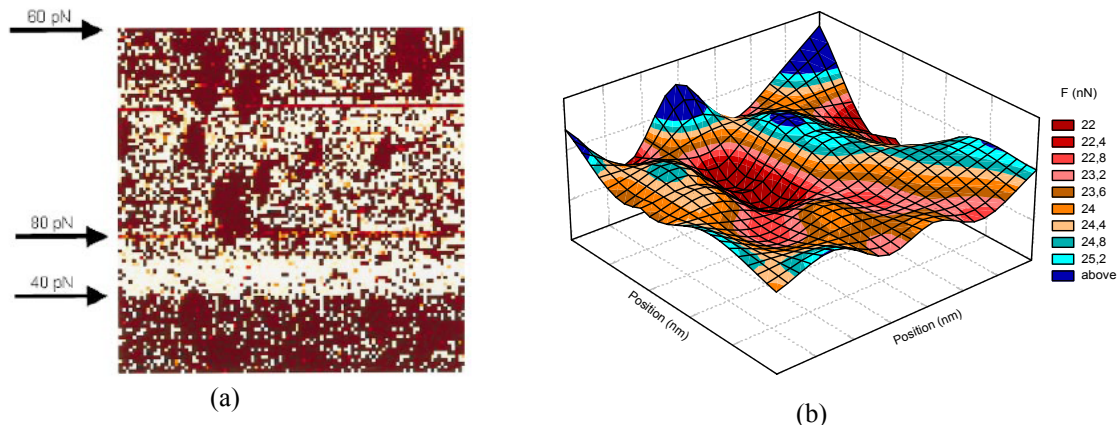 60 pN
80 pN
40 pN
(a)
F (nN)
22
22,4
22,8
23,2
23,6
24
24,4
24,8
25,2
above
Position (nm)
Position (nm)
(b)